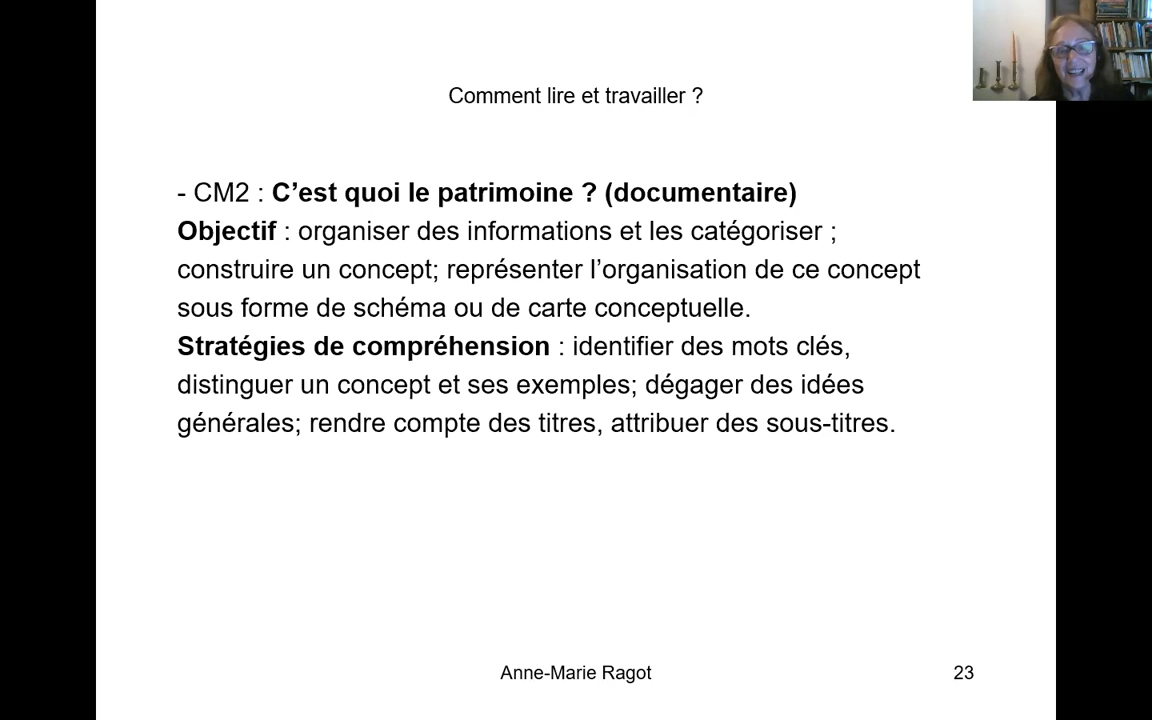 Comment lire et travailler ?
- CM2 : C’est quoi le patrimoine ? (documentaire)
Objectif : organiser des informations et les catégoriser ;
construire un concept; représenter l’organisation de ce concept
sous forme de schéma ou de carte conceptuelle.
Stratégies de compréhension : identifier des mots clés,
distinguer un concept et ses exemples; dégager des idées
générales; rendre compte des titres, attribuer des sous-titres.
Anne-Marie Ragot
23